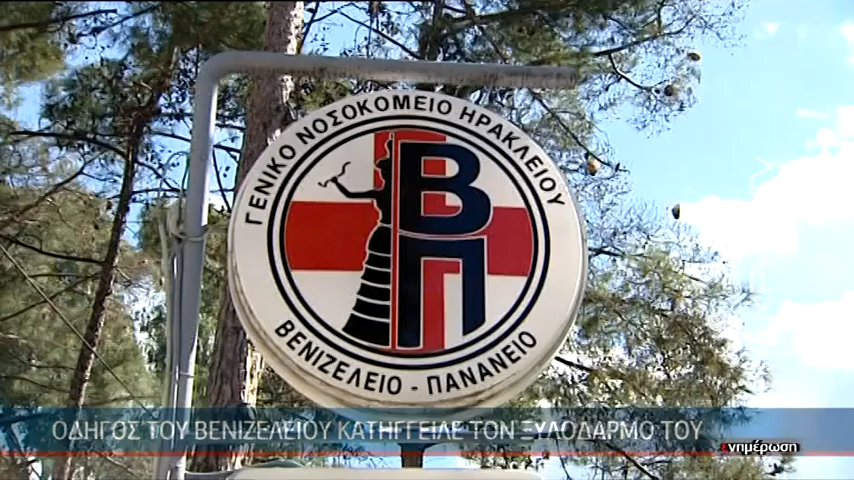 ΓΕΝΙΚΟ ΝΟΣΟΚΟΜΕΙΟ ΗΡΑΚΛΕΙΟΥ
ΒΠ
ΒΕΝΙΖΕΛΕΙΟ - ΠΑΝΑΝΕΙΟ
ΟΔΗΓΟΣ ΤΟΥ ΒΕΝΙΖΕΛΕΙΟΥ ΚΑΤΗΓΓΕΙΛΕ ΤΟΝ ΞΥΛΟΔΑΡΜΟ ΤΟΥ
ενημέρωση